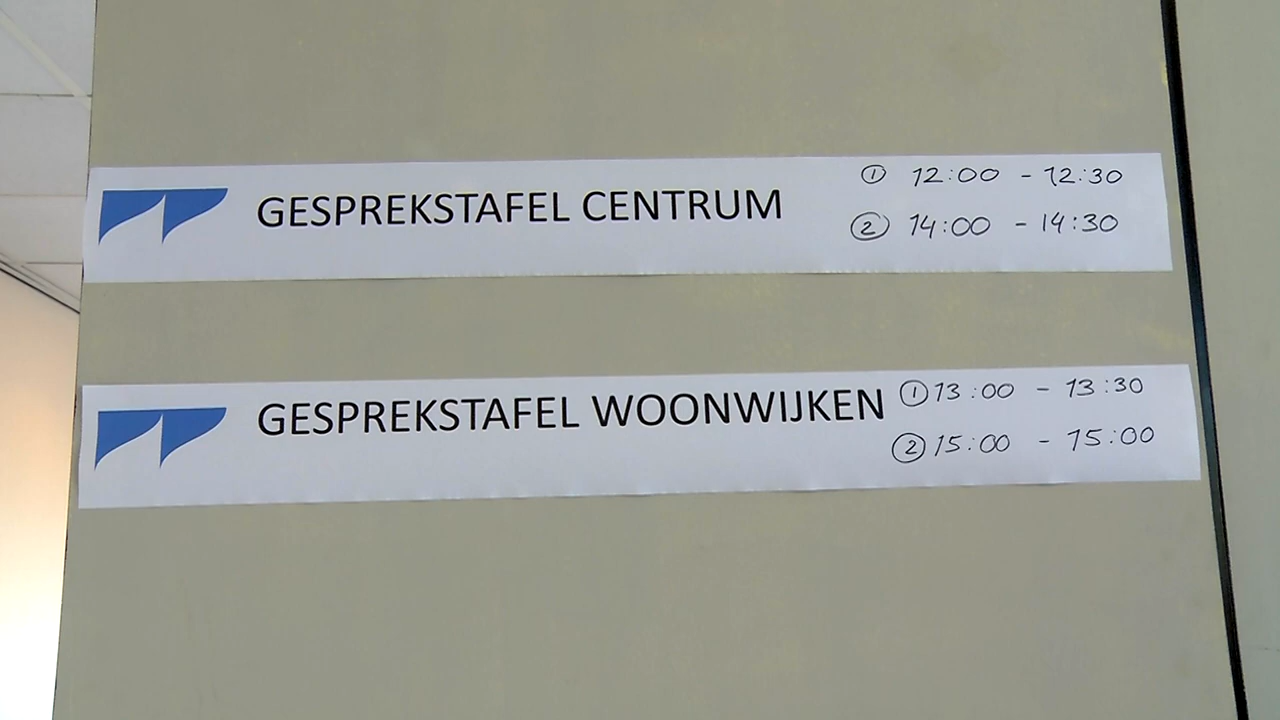 GESPREKSTAFEL CENTRUM
① 12:00 - 12:30
② 14:00 - 14:30
GESPREKSTAFEL WOONWIJKEN
① 13:00 - 13:30
② 15:00 - 15:00